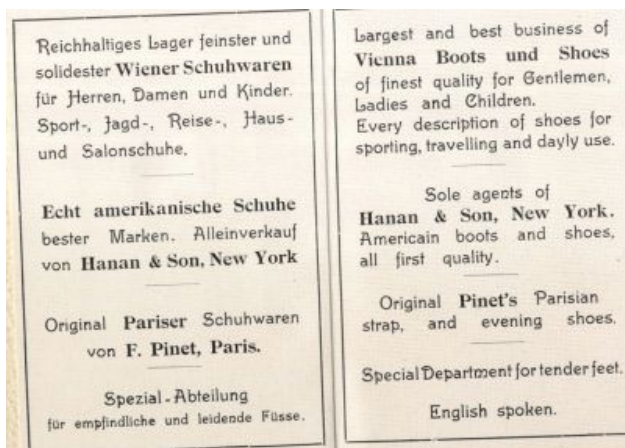 Reichhaltiges Lager feinster und
solidester Wiener Schuhwaren
für Herren, Damen und Kinder.
Sport-, Jagd-, Reise-, Haus-
und Salonschuhe.
Echt amerikanische Schuhe
bester Marken. Alleinverkauf
von Hanan & Son, New York
Original Pariser Schuhwaren
von F. Pinet, Paris.
Spezial-Abteilung
für empfindliche und leidende Füsse.
Largest and best business of
Vienna Boots und Shoes
of finest quality for Gentlemen,
Ladies and Children.
Every description of shoes for
sporting, travelling and dayly use.
Sole agents of
Hanan & Son, New York.
Americain boots and shoes,
all first quality.
Original Pinet's Parisian
strap, and evening shoes.
Special Department for tender feet.
English spoken.